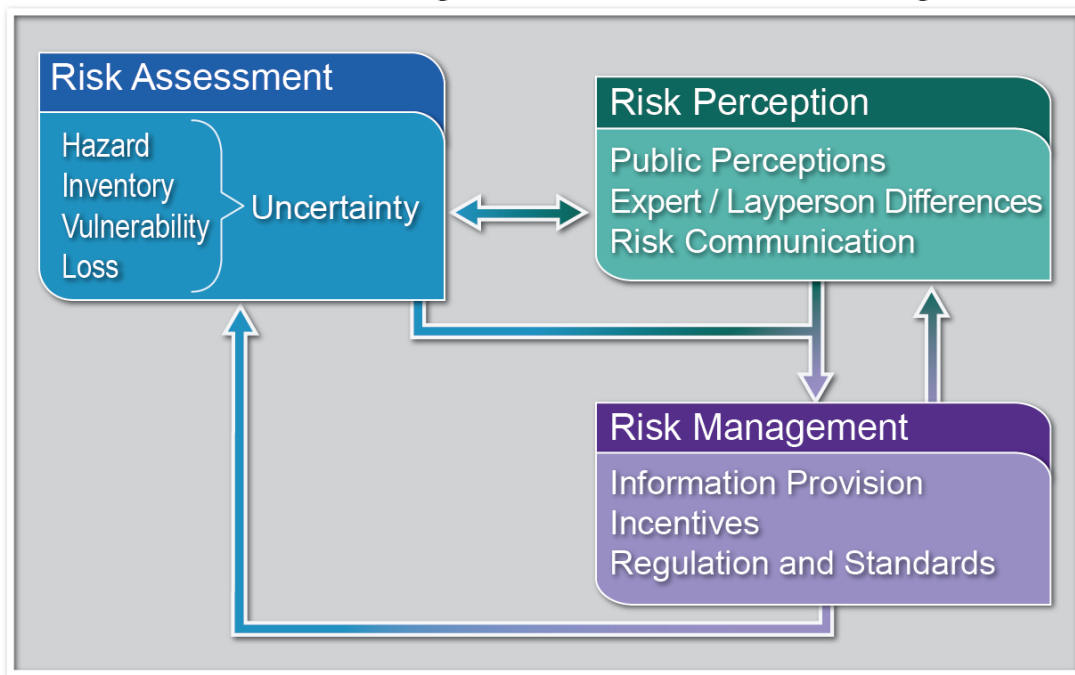 Risk Assessment
Hazard
Inventory
Vulnerability
Loss
Uncertainty
Risk Perception
Public Perceptions
Expert / Layperson Differences
Risk Communication
Risk Management
Information Provision
Incentives
Regulation and Standards